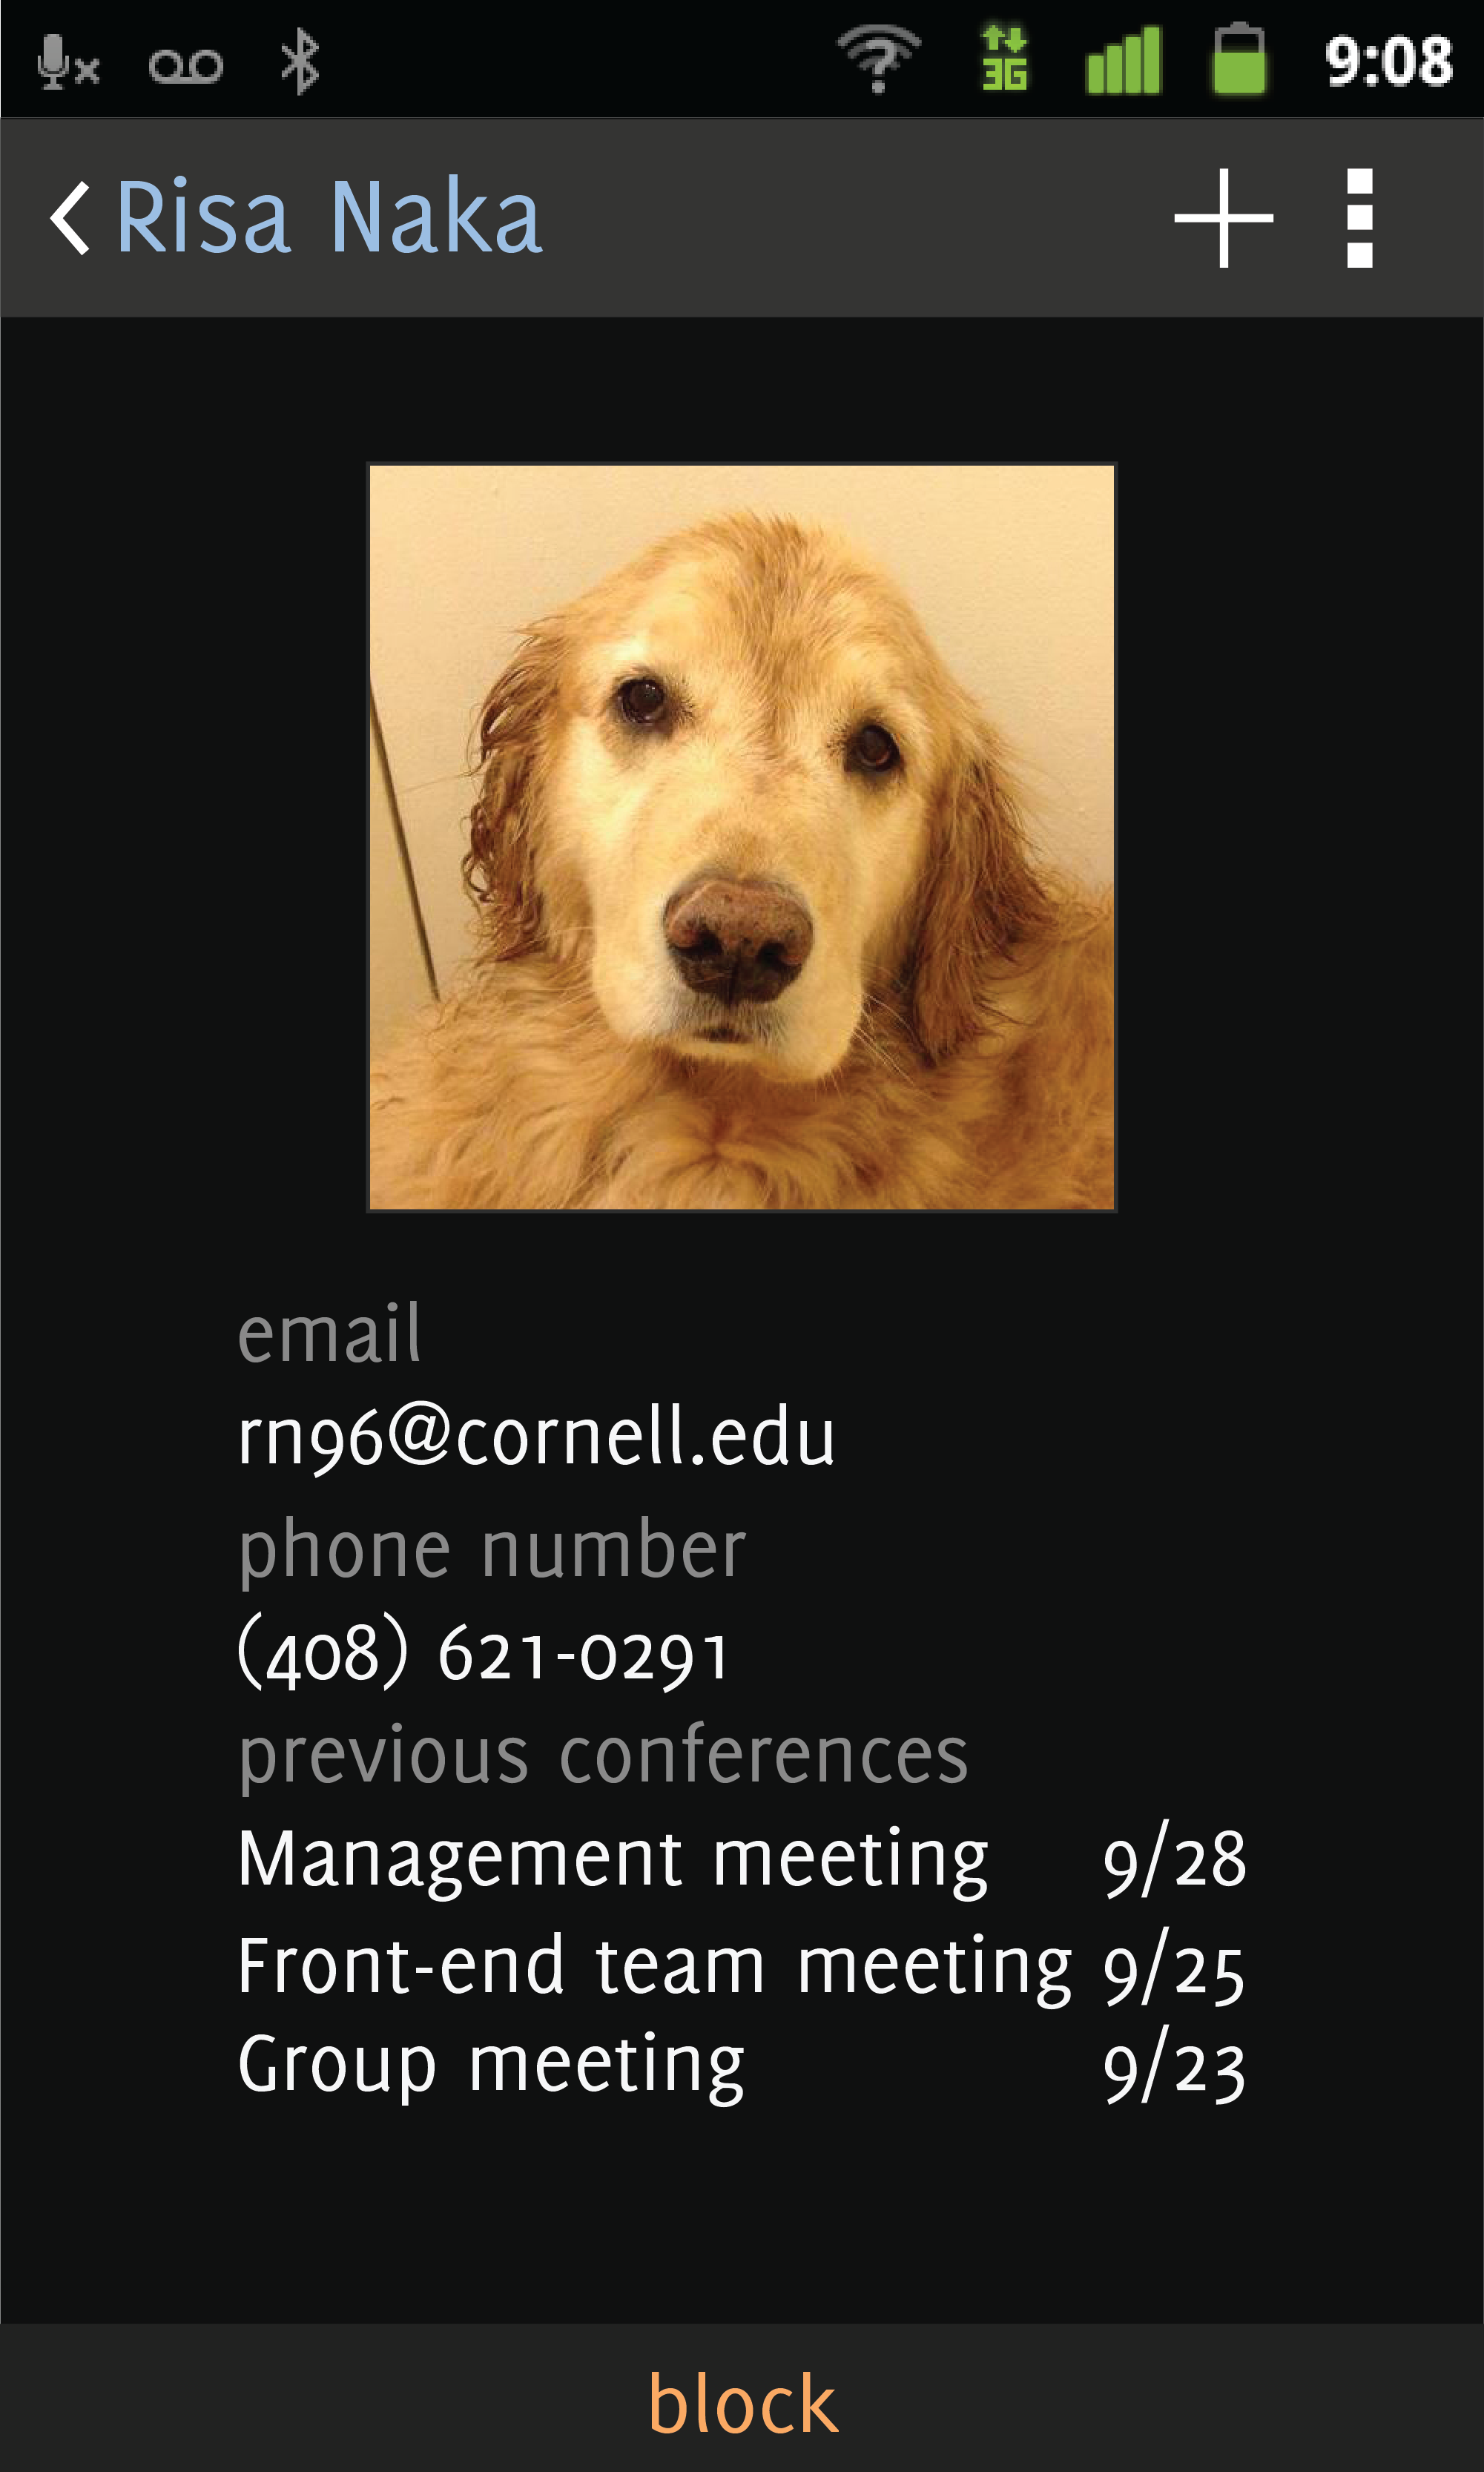 3G 9:08
Risa Naka
email
rn96@cornell.edu
phone number
(408) 621-0291
previous conferences
Management meeting 9/28
Front-end team meeting 9/25
Group meeting 9/23
block